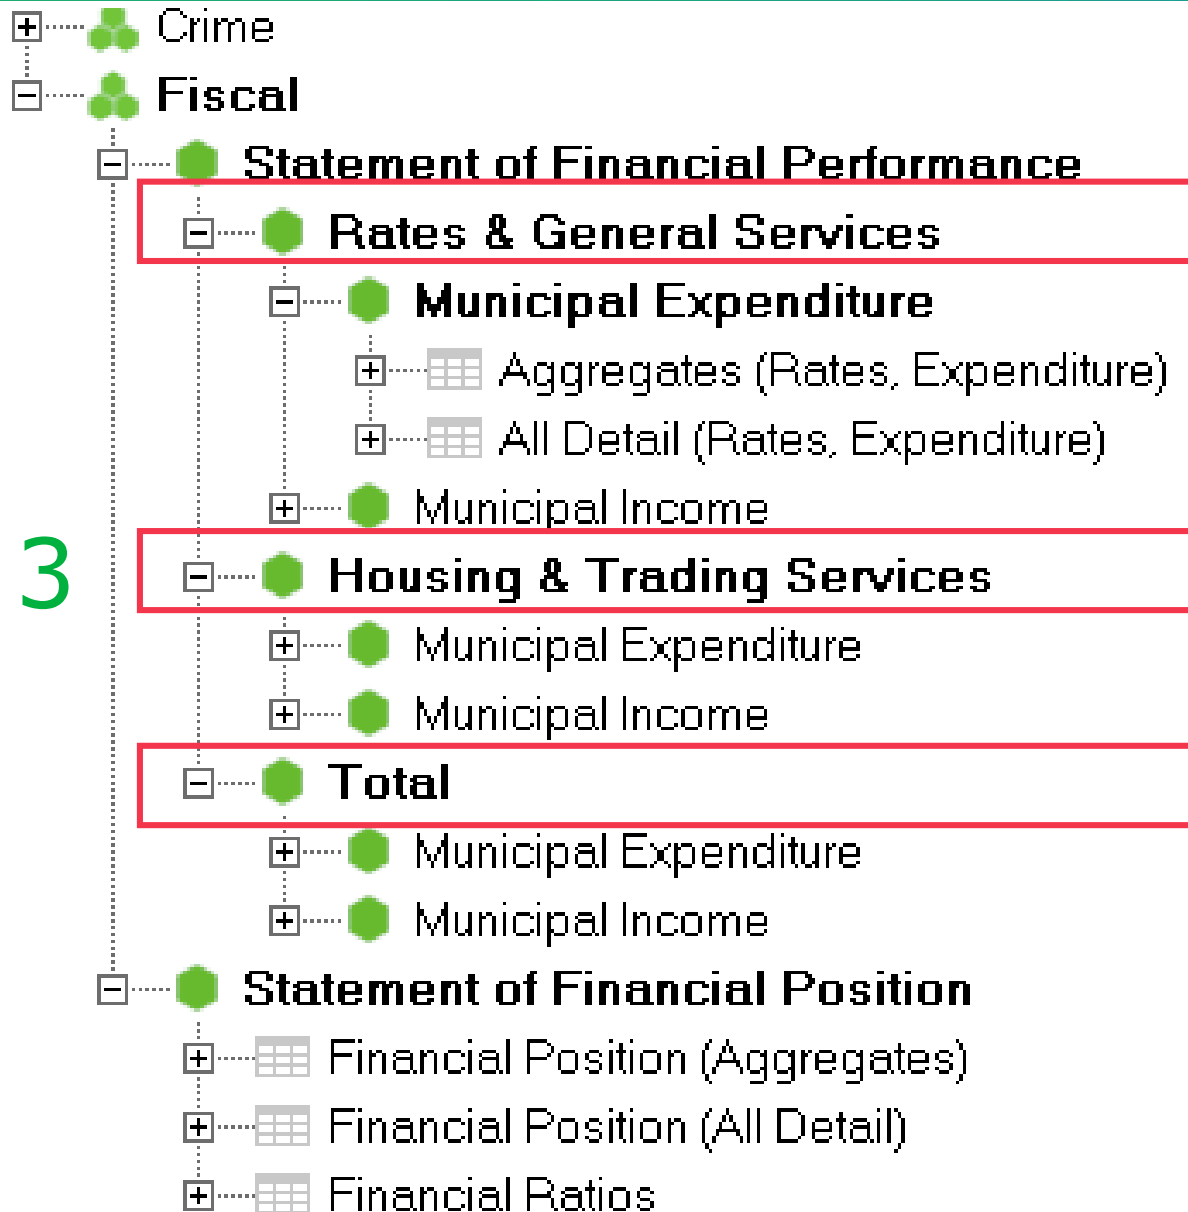 Crime
Fiscal
Statement of Financial Performance
Rates & General Services
Municipal Expenditure
Aggregates (Rates, Expenditure)
All Detail (Rates, Expenditure)
Municipal Income
3
Housing & Trading Services
Municipal Expenditure
Municipal Income
Total
Municipal Expenditure
Municipal Income
Statement of Financial Position
Financial Position (Aggregates)
Financial Position (All Detail)
Financial Ratios